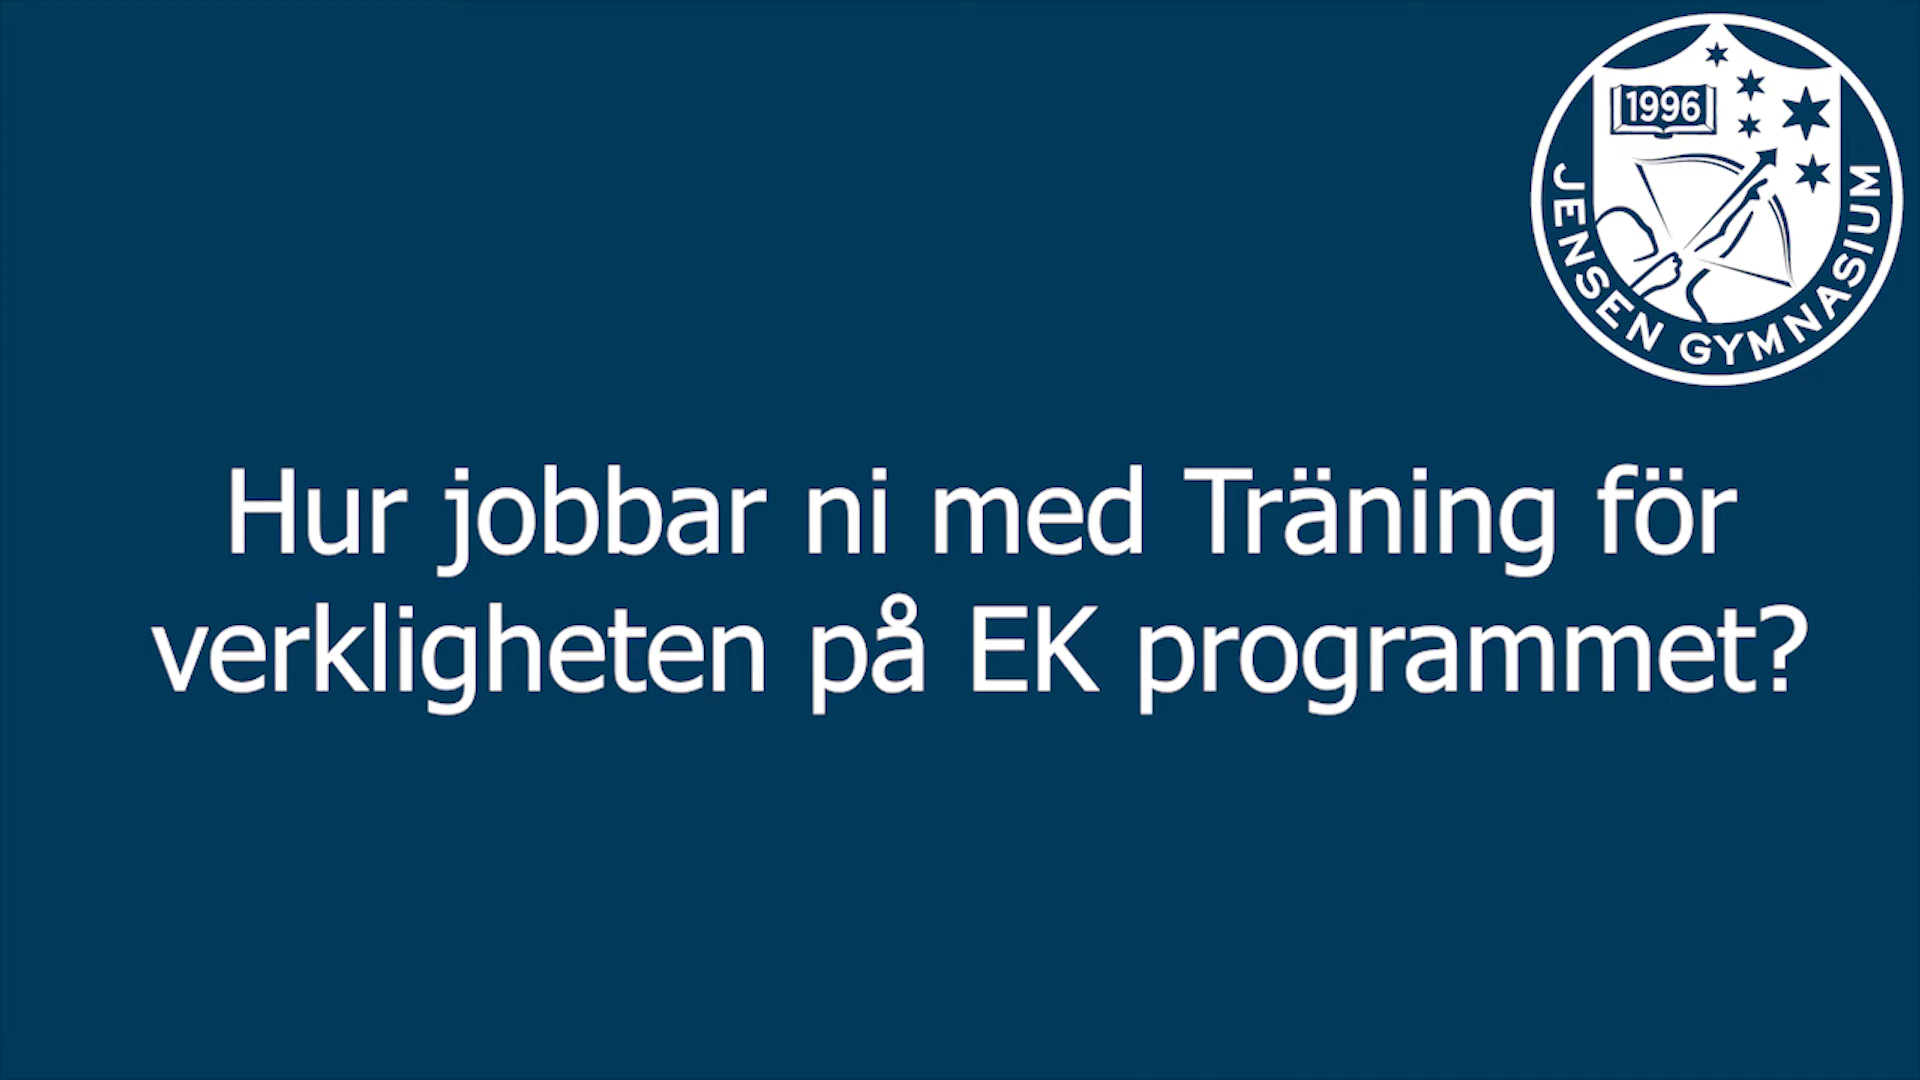 1996
JENSEN GYMNASIUM
Hur jobbar ni med Träning för
verkligheten på EK programmet?